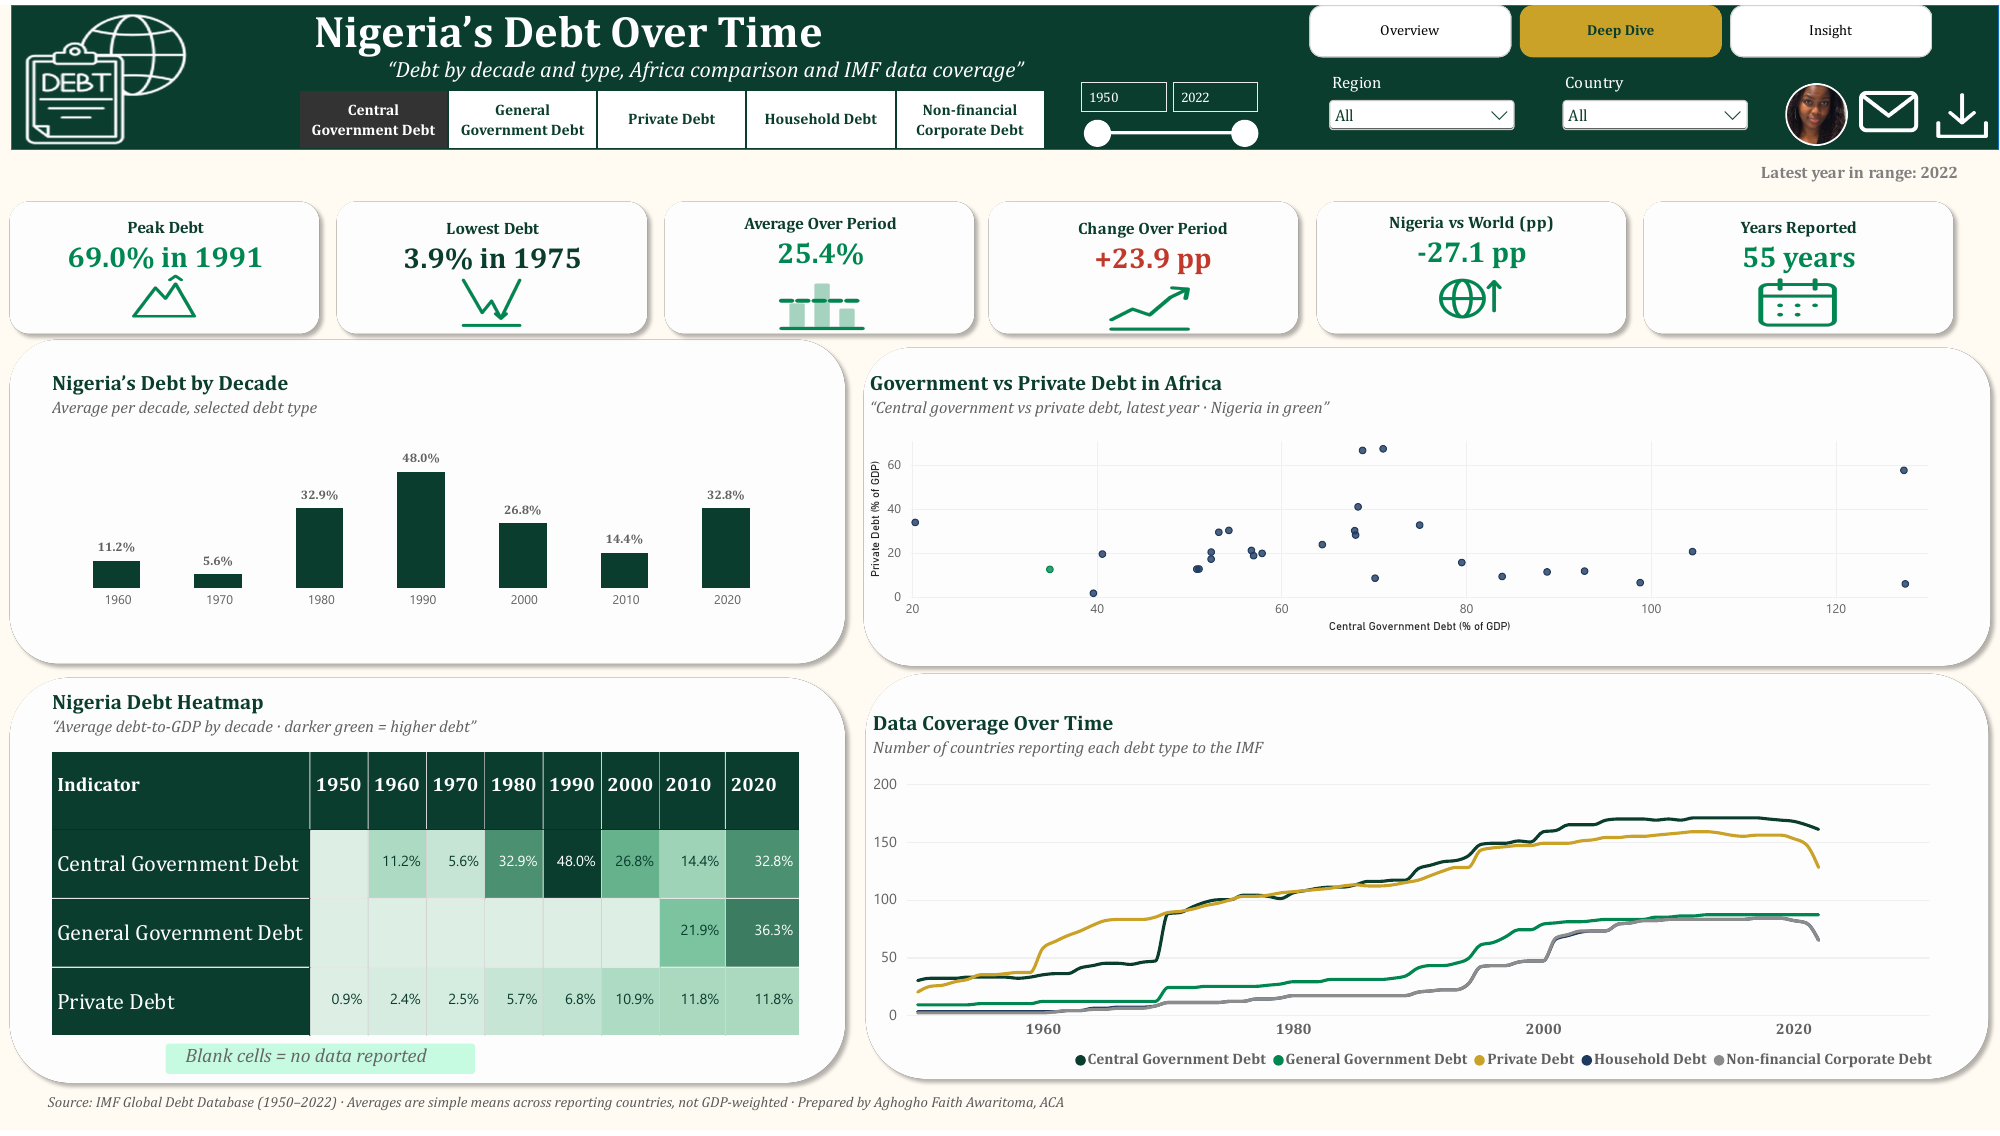 DEBT
Nigeria’s Debt Over Time
“Debt by decade and type, Africa comparison and IMF data coverage”
Overview
Deep Dive
Insight
Central
Government Debt
General
Government Debt
Private Debt
Household Debt
Non-financial
Corporate Debt
1950
2022
Region
All
Country
All
Latest year in range: 2022
Peak Debt
69.0% in 1991
Lowest Debt
3.9% in 1975
Average Over Period
25.4%
Change Over Period
+23.9 pp
Nigeria vs World (pp)
-27.1 pp
Years Reported
55 years
Nigeria’s Debt by Decade
Average per decade, selected debt type
11.2%
5.6%
32.9%
48.0%
26.8%
14.4%
32.8%
1960 1970 1980 1990 2000 2010 2020
Government vs Private Debt in Africa
“Central government vs private debt, latest year · Nigeria in green”
Private Debt (% of GDP)
60
40
20
0
20 40 60 80 100 120
Central Government Debt (% of GDP)
Nigeria Debt Heatmap
“Average debt-to-GDP by decade · darker green = higher debt”
Indicator 1950 1960 1970 1980 1990 2000 2010 2020
Central Government Debt 11.2% 5.6% 32.9% 48.0% 26.8% 14.4% 32.8%
General Government Debt 21.9% 36.3%
Private Debt 0.9% 2.4% 2.5% 5.7% 6.8% 10.9% 11.8% 11.8%
Blank cells = no data reported
Data Coverage Over Time
Number of countries reporting each debt type to the IMF
200
150
100
50
0
1960 1980 2000 2020
Central Government Debt General Government Debt Private Debt Household Debt Non-financial Corporate Debt
Source: IMF Global Debt Database (1950–2022) · Averages are simple means across reporting countries, not GDP-weighted · Prepared by Aghogho Faith Awaritoma, ACA